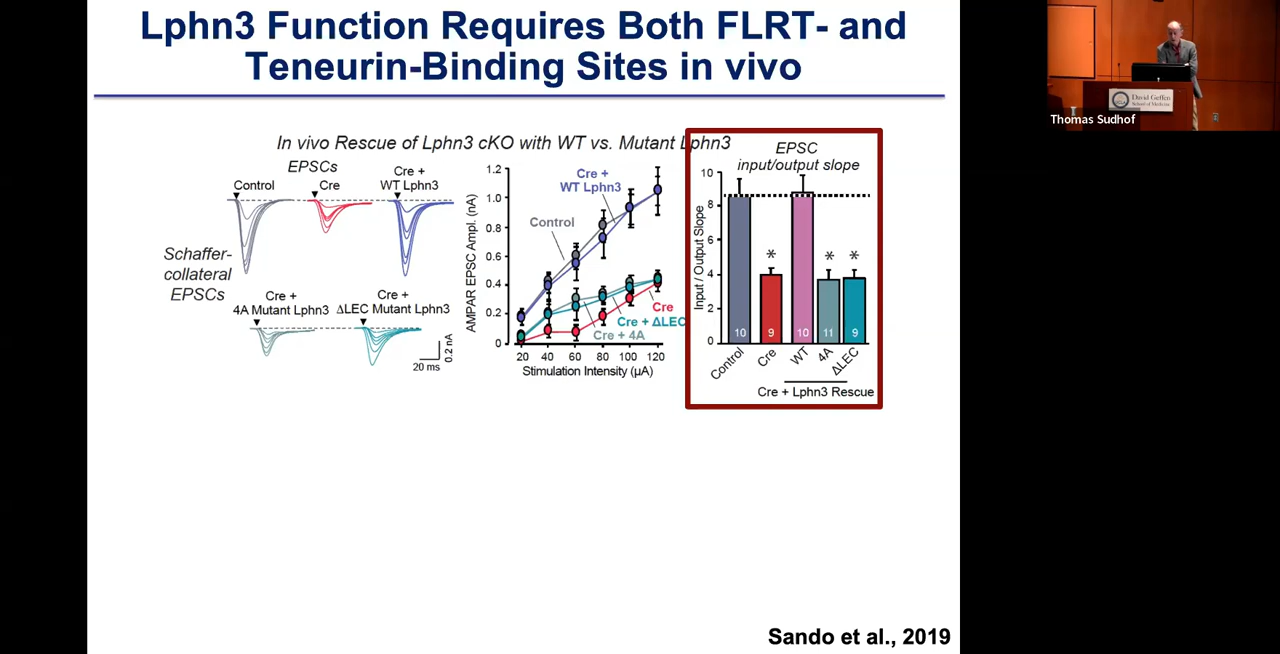 Lphn3 Function Requires Both FLRT- and
Teneurin-Binding Sites in vivo
In vivo Rescue of Lphn3 cKO with WT vs. Mutant Lphn3
EPSCs
Control
Cre
Cre +
WT Lphn3
Schaffer-
collateral
EPSCs
Cre +
4A Mutant Lphn3
Cre +
ΔLEC Mutant Lphn3
0.2 nA
20 ms
AMPAR EPSC Ampl. (nA)
1.2
1.0
0.8
0.6
0.4
0.2
0
Cre +
WT Lphn3
Control
Cre
Cre + ΔLEC
Cre + 4A
20 40 60 80 100 120
Stimulation Intensity (µA)
EPSC
input/output slope
Input / Output Slope
10
8
6
4
2
0
* * *
10 9 10 11 9
Control Cre WT 4A ΔLEC
Cre + Lphn3 Rescue
Sando et al., 2019
David Geffen
School of Medicine
Thomas Sudhof